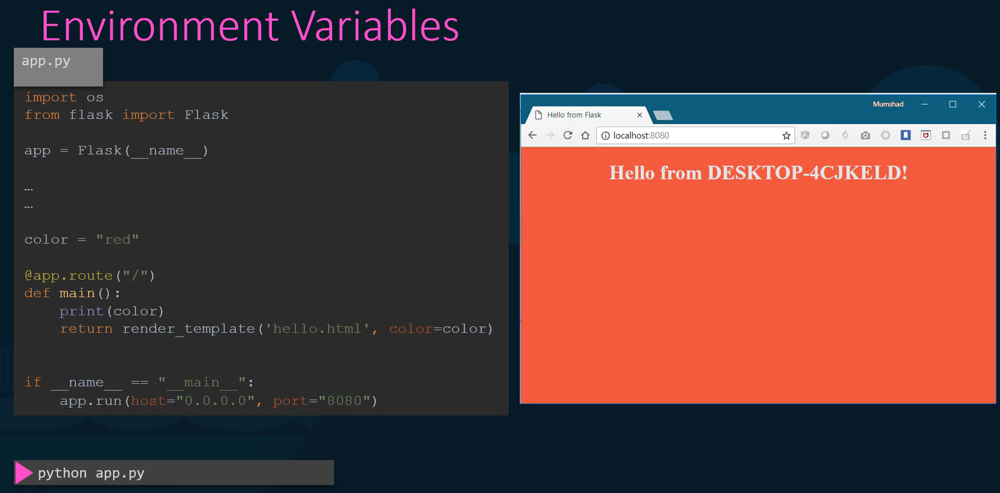 Environment Variables
app.py
import os
from flask import Flask
app = Flask(__name__)
…
…
color = "red"
@app.route("/")
def main():
    print(color)
    return render_template('hello.html', color=color)
if __name__ == "__main__":
    app.run(host="0.0.0.0", port="8080")
python app.py
Mumshad
Hello from Flask
localhost:8080
Hello from DESKTOP-4CJKELD!